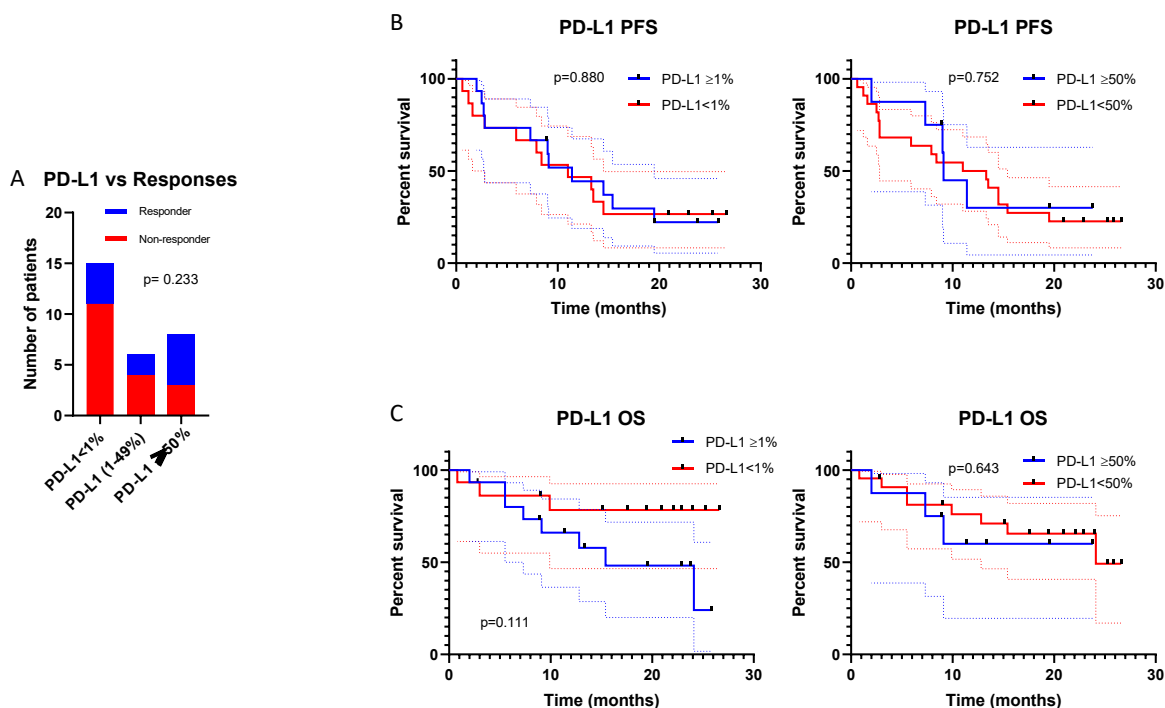 A PD-L1 vs Responses
Responder
Non-responder
p= 0.233
Number of patients
20
15
10
5
0
PD-L1<1%
PD-L1 (1-49%)
PD-L1 50%
B
PD-L1 PFS
p=0.880
PD-L1 ≥1%
PD-L1<1%
Percent survival
100
50
0
0 10 20 30
Time (months)
PD-L1 PFS
p=0.752
PD-L1 ≥50%
PD-L1<50%
Percent survival
100
50
0
0 10 20 30
Time (months)
C
PD-L1 OS
PD-L1 ≥1%
PD-L1<1%
p=0.111
Percent survival
100
50
0
0 10 20 30
Time (months)
PD-L1 OS
p=0.643
PD-L1 ≥50%
PD-L1<50%
Percent survival
100
50
0
0 10 20 30
Time (months)